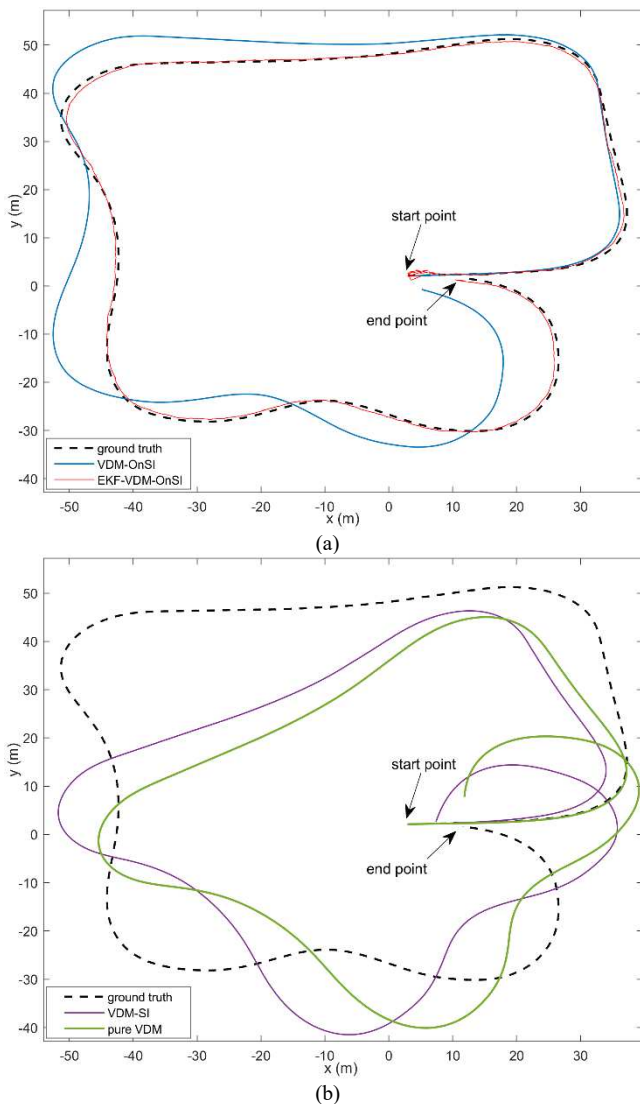 50
40
30
20
10
0
-10
-20
-30
-40
y (m)
start point
end point
ground truth
VDM-OnSI
EKF-VDM-OnSI
-50 -40 -30 -20 -10 0 10 20 30
x (m)
(a)
50
40
30
20
10
0
-10
-20
-30
-40
y (m)
start point
end point
ground truth
VDM-SI
pure VDM
-50 -40 -30 -20 -10 0 10 20 30
x (m)
(b)